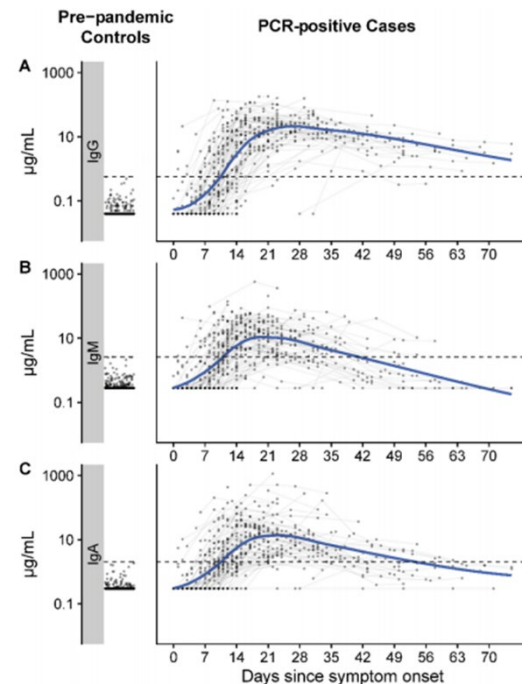 Pre-pandemic Controls
PCR-positive Cases
A
µg/mL
1000
10
0.1
IgG
0 7 14 21 28 35 42 49 56 63 70
B
µg/mL
1000
10
0.1
IgM
0 7 14 21 28 35 42 49 56 63 70
C
µg/mL
1000
10
0.1
IgA
0 7 14 21 28 35 42 49 56 63 70
Days since symptom onset